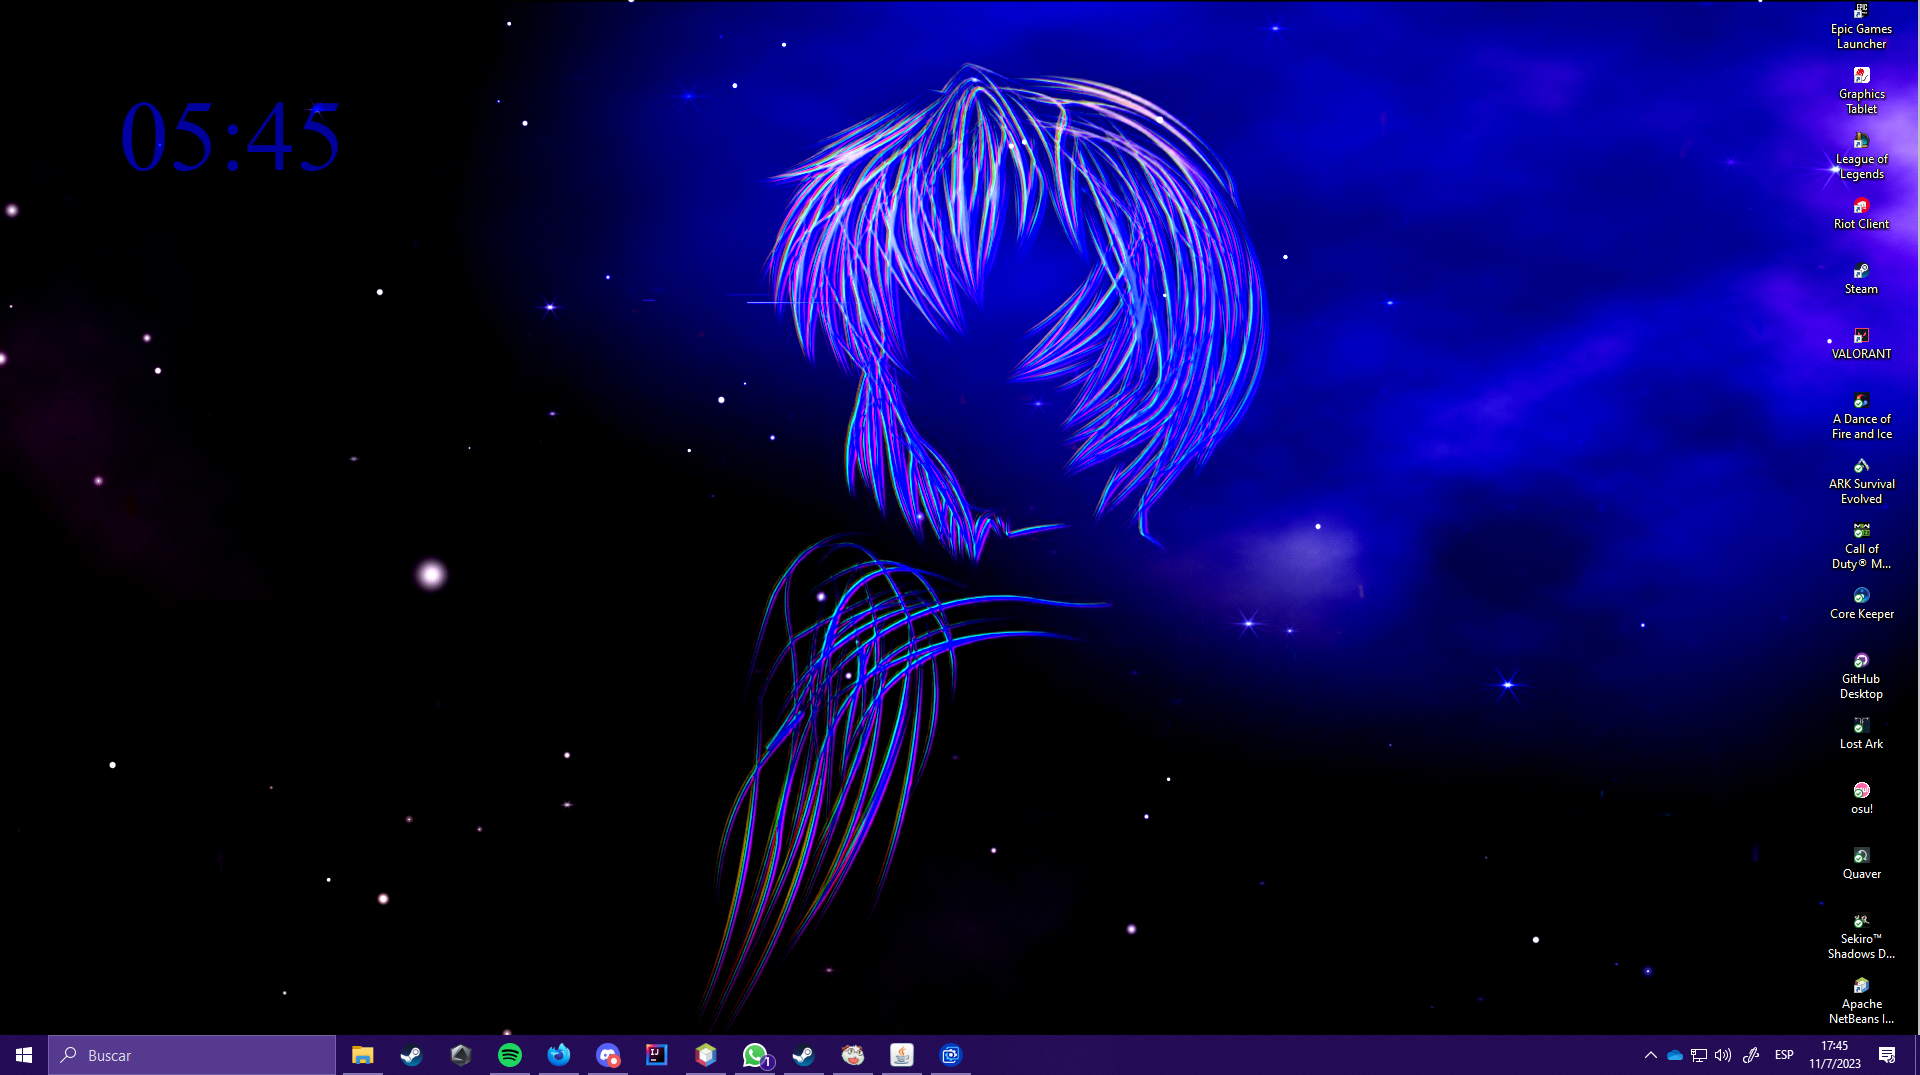 05:45
Epic Games
Launcher
Graphics
Tablet
League of
Legends
Riot Client
Steam
VALORANT
A Dance of
Fire and Ice
ARK Survival
Evolved
Call of
Duty® M...
Core Keeper
GitHub
Desktop
Lost Ark
osu!
Quaver
Sekiro™
Shadows D...
Apache
NetBeans I...
Buscar
1
ESP
17:45
11/7/2023